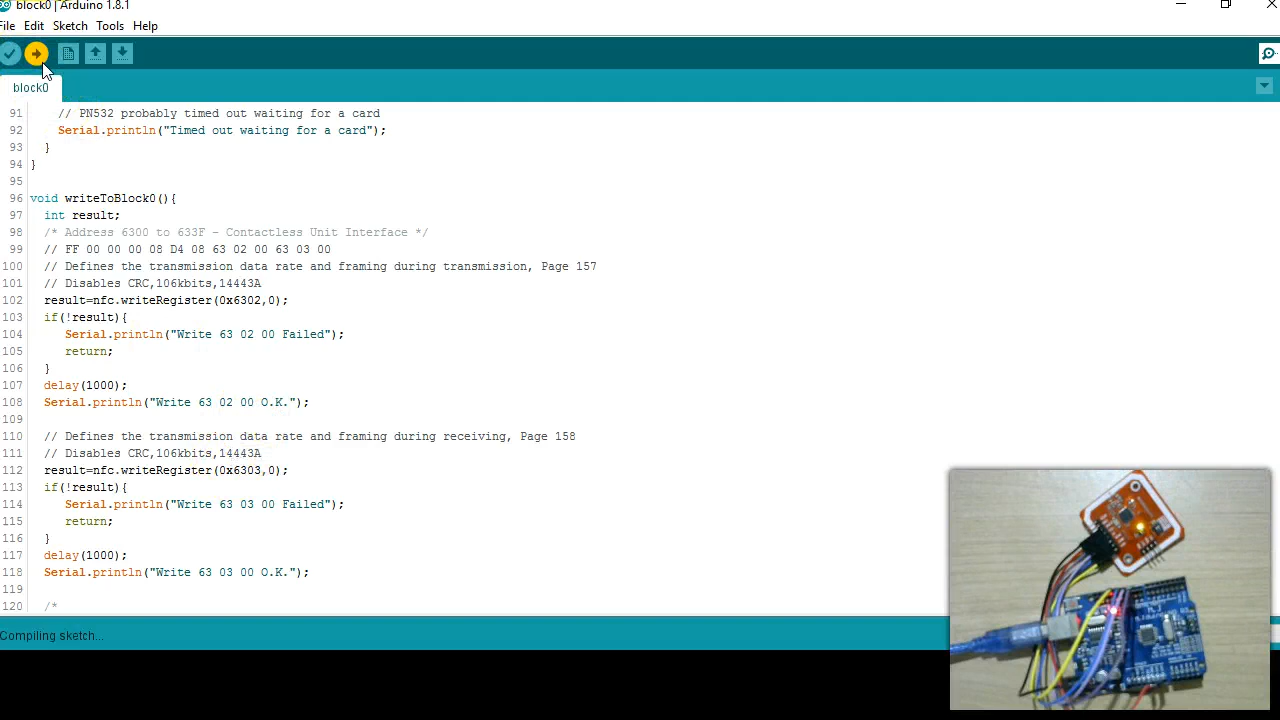 block0 | Arduino 1.8.1
File Edit Sketch Tools Help
block0
91 // PN532 probably timed out waiting for a card
92 Serial.println("Timed out waiting for a card");
93 }
94 }
95
96 void writeToBlock0(){
97 int result;
98 /* Address 6300 to 633F - Contactless Unit Interface */
99 // FF 00 00 00 08 D4 08 63 02 00 63 03 00
100 // Defines the transmission data rate and framing during transmission, Page 157
101 // Disables CRC,106kbits,14443A
102 result=nfc.writeRegister(0x6302,0);
103 if(!result){
104 Serial.println("Write 63 02 00 Failed");
105 return;
106 }
107 delay(1000);
108 Serial.println("Write 63 02 00 O.K.");
109
110 // Defines the transmission data rate and framing during receiving, Page 158
111 // Disables CRC,106kbits,14443A
112 result=nfc.writeRegister(0x6303,0);
113 if(!result){
114 Serial.println("Write 63 03 00 Failed");
115 return;
116 }
117 delay(1000);
118 Serial.println("Write 63 03 00 O.K.");
119
120 /*
Compiling sketch...